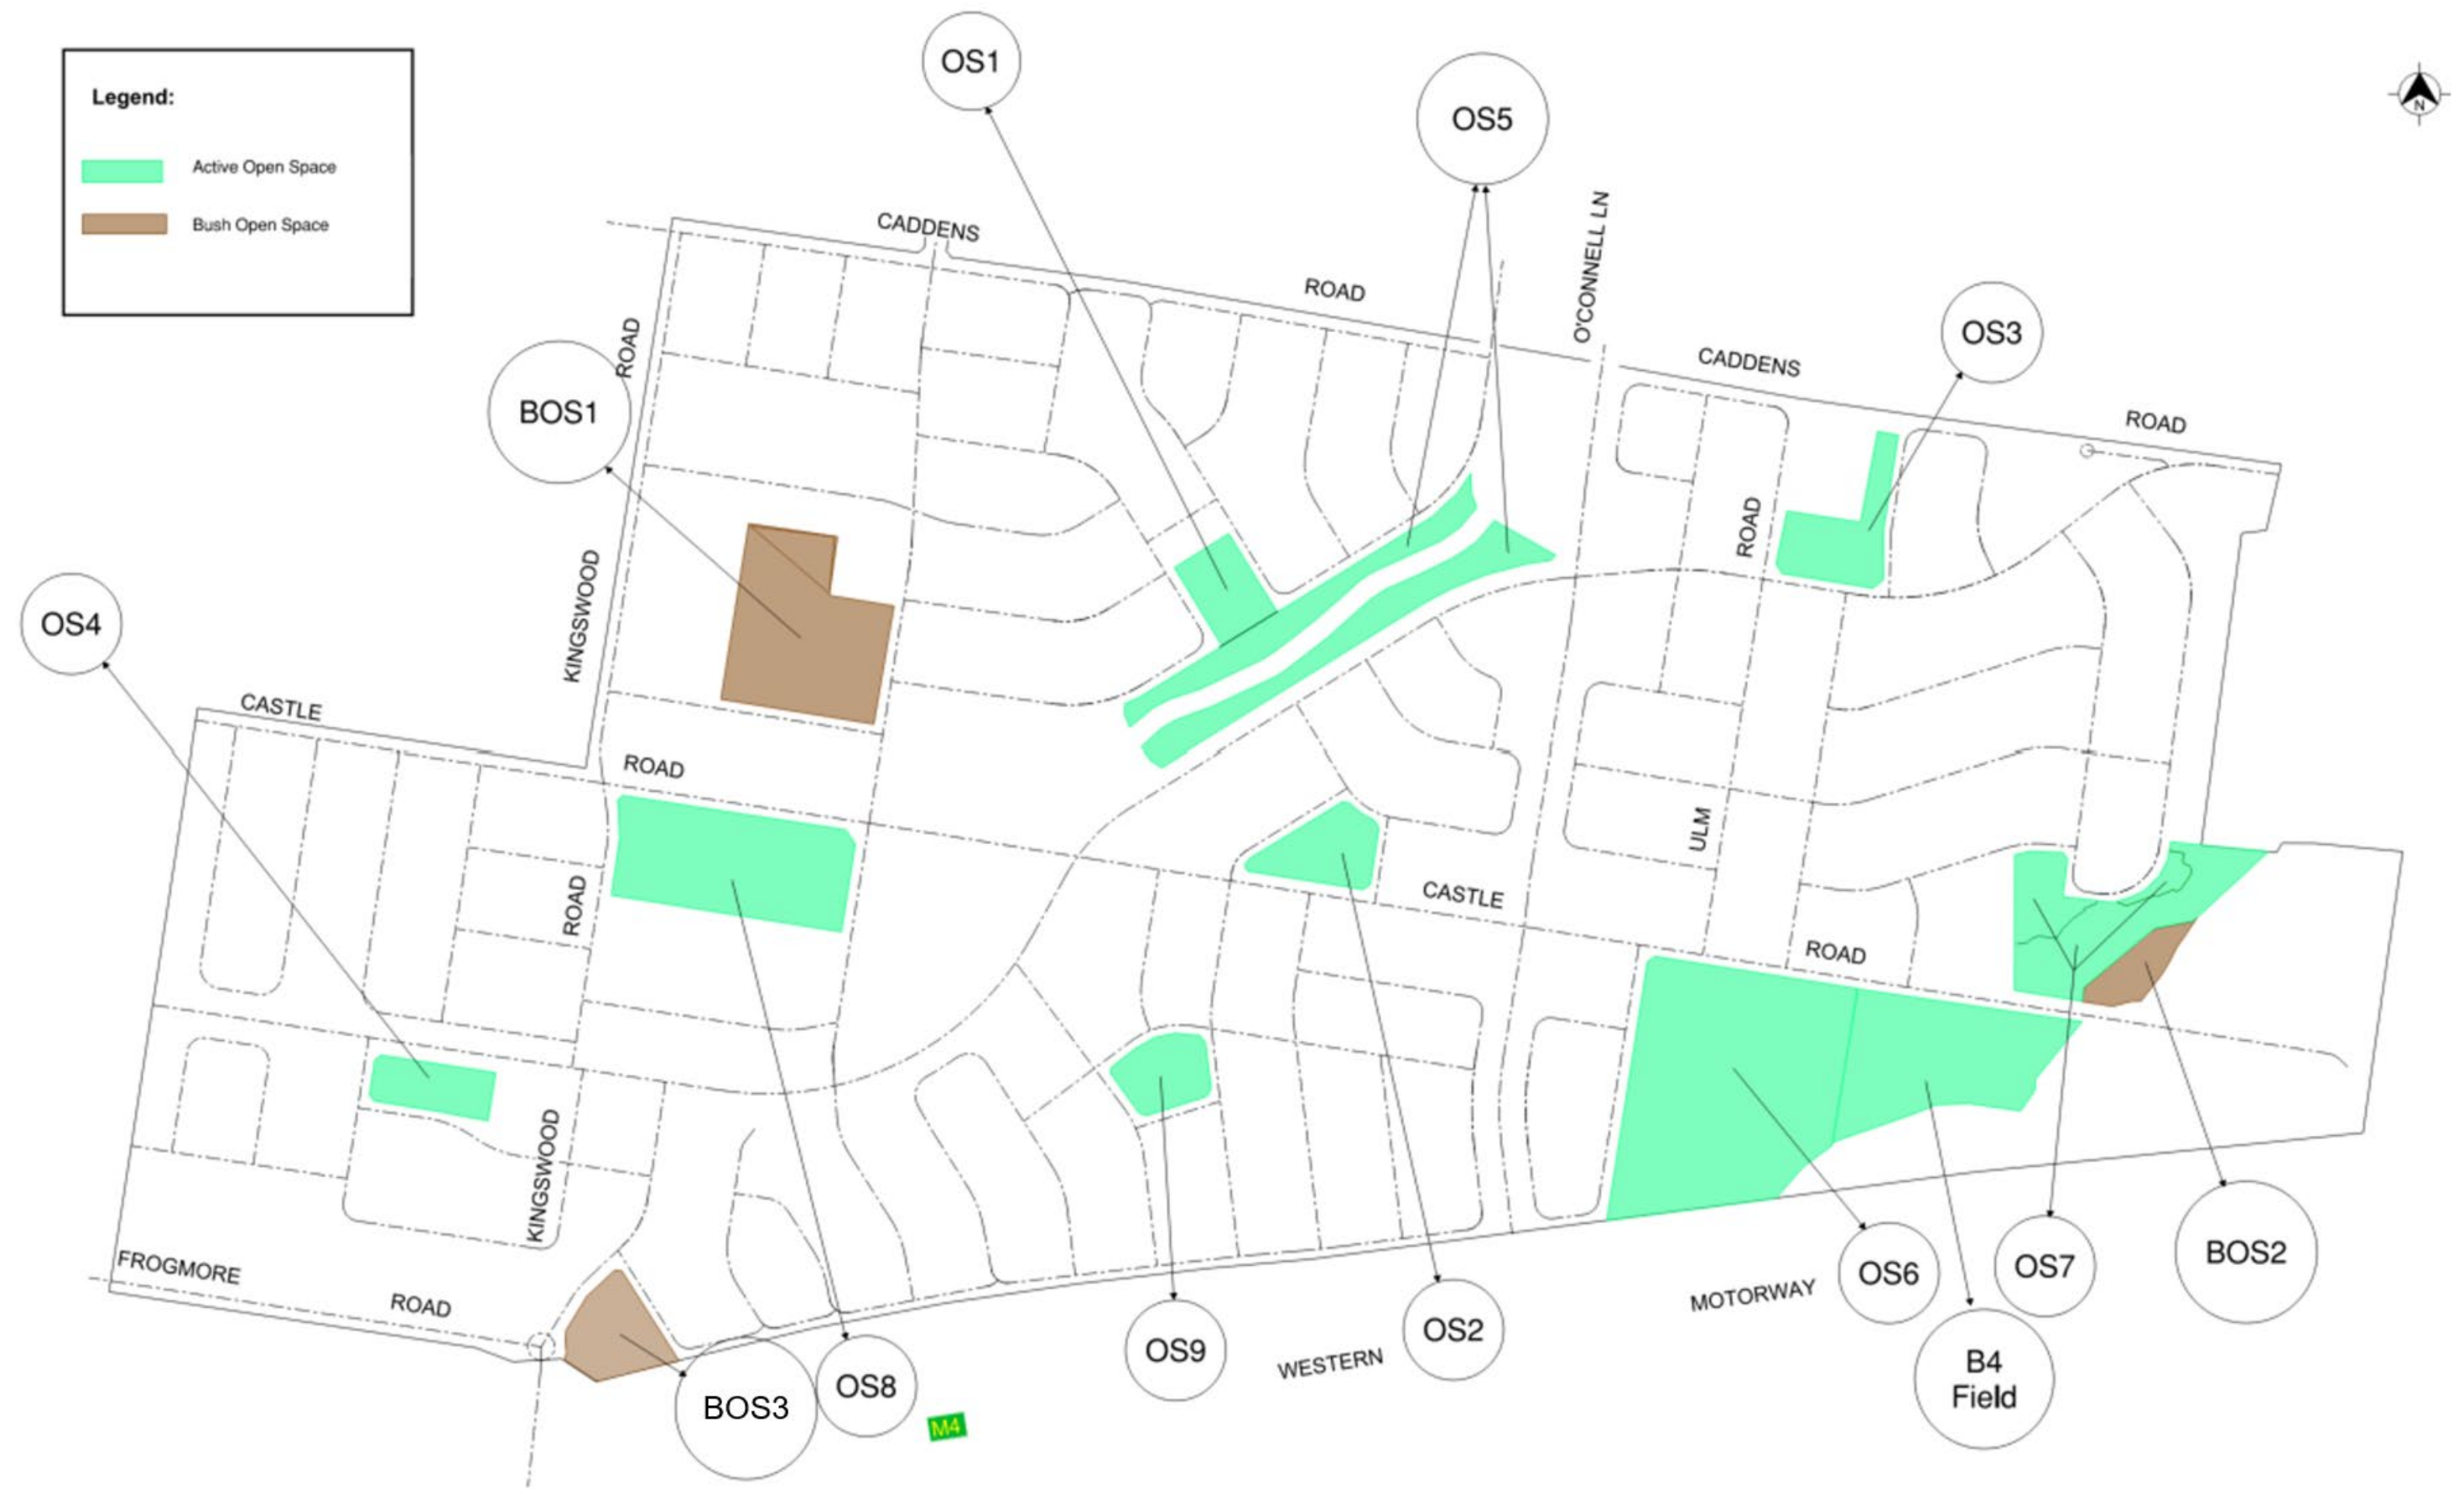 Legend:
Active Open Space
Bush Open Space
OS1
OS5
N
CADDENS
ROAD
O'CONNELL LN
OS3
CADDENS
ROAD
ROAD
BOS1
ROAD
KINGSWOOD
OS4
CASTLE
ROAD
ULM
ROAD
CASTLE
ROAD
KINGSWOOD
FROGMORE
ROAD
BOS3
OS8
M4
OS9
WESTERN
OS2
MOTORWAY
OS6
B4
Field
OS7
BOS2